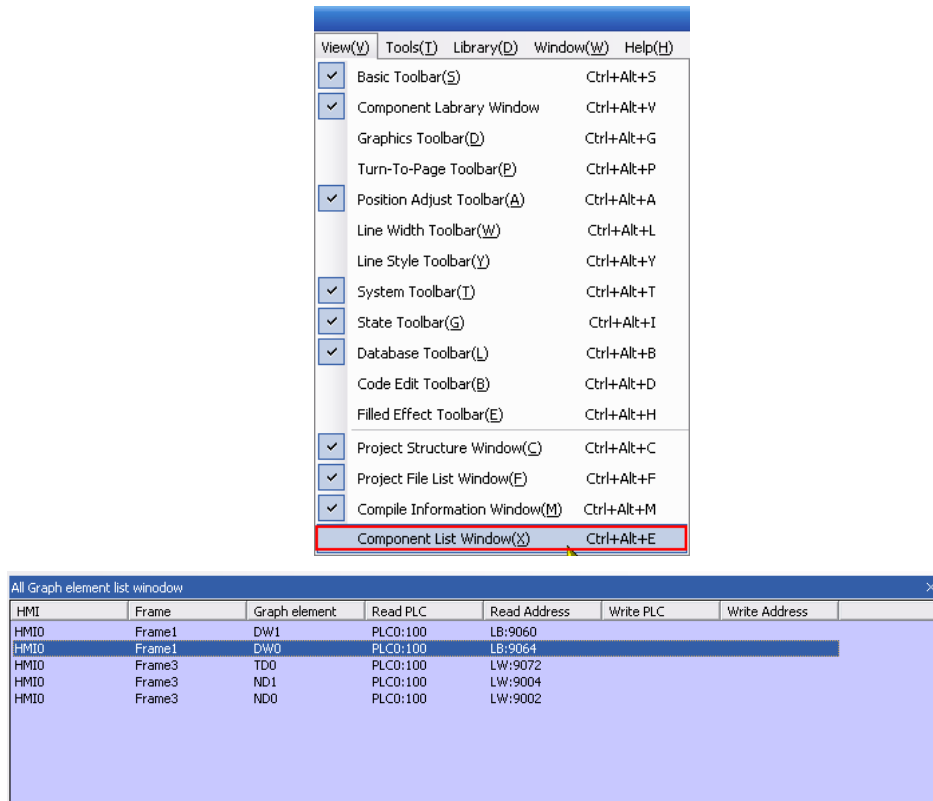 View(V) Tools(T) Library(D) Window(W) Help(H)
Basic Toolbar(S) Ctrl+Alt+S
Component Labrary Window Ctrl+Alt+V
Graphics Toolbar(D) Ctrl+Alt+G
Turn-To-Page Toolbar(P) Ctrl+Alt+P
Position Adjust Toolbar(A) Ctrl+Alt+A
Line Width Toolbar(W) Ctrl+Alt+L
Line Style Toolbar(Y) Ctrl+Alt+Y
System Toolbar(T) Ctrl+Alt+T
State Toolbar(G) Ctrl+Alt+I
Database Toolbar(L) Ctrl+Alt+B
Code Edit Toolbar(B) Ctrl+Alt+D
Filled Effect Toolbar(E) Ctrl+Alt+H
Project Structure Window(C) Ctrl+Alt+C
Project File List Window(F) Ctrl+Alt+F
Compile Information Window(M) Ctrl+Alt+M
Component List Window(X) Ctrl+Alt+E
All Graph element list winodow
HMI Frame Graph element Read PLC Read Address Write PLC Write Address
HMI0 Frame1 DW1 PLC0:100 LB:9060
HMI0 Frame1 DW0 PLC0:100 LB:9064
HMI0 Frame3 TD0 PLC0:100 LW:9072
HMI0 Frame3 ND1 PLC0:100 LW:9004
HMI0 Frame3 ND0 PLC0:100 LW:9002